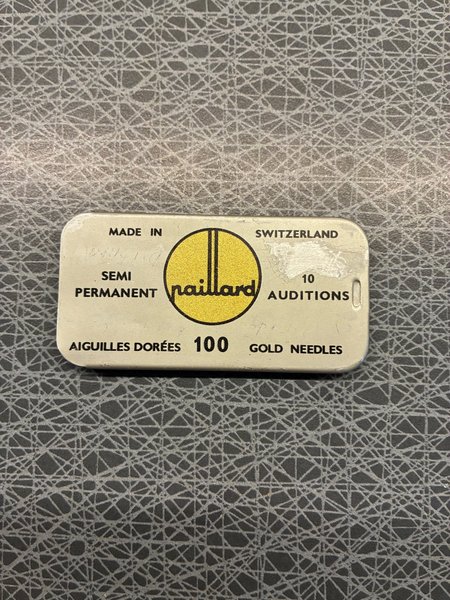 MADE IN SWITZERLAND
SEMI PERMANENT
paillard
10 AUDITIONS
AIGUILLES DORÉES 100 GOLD NEEDLES